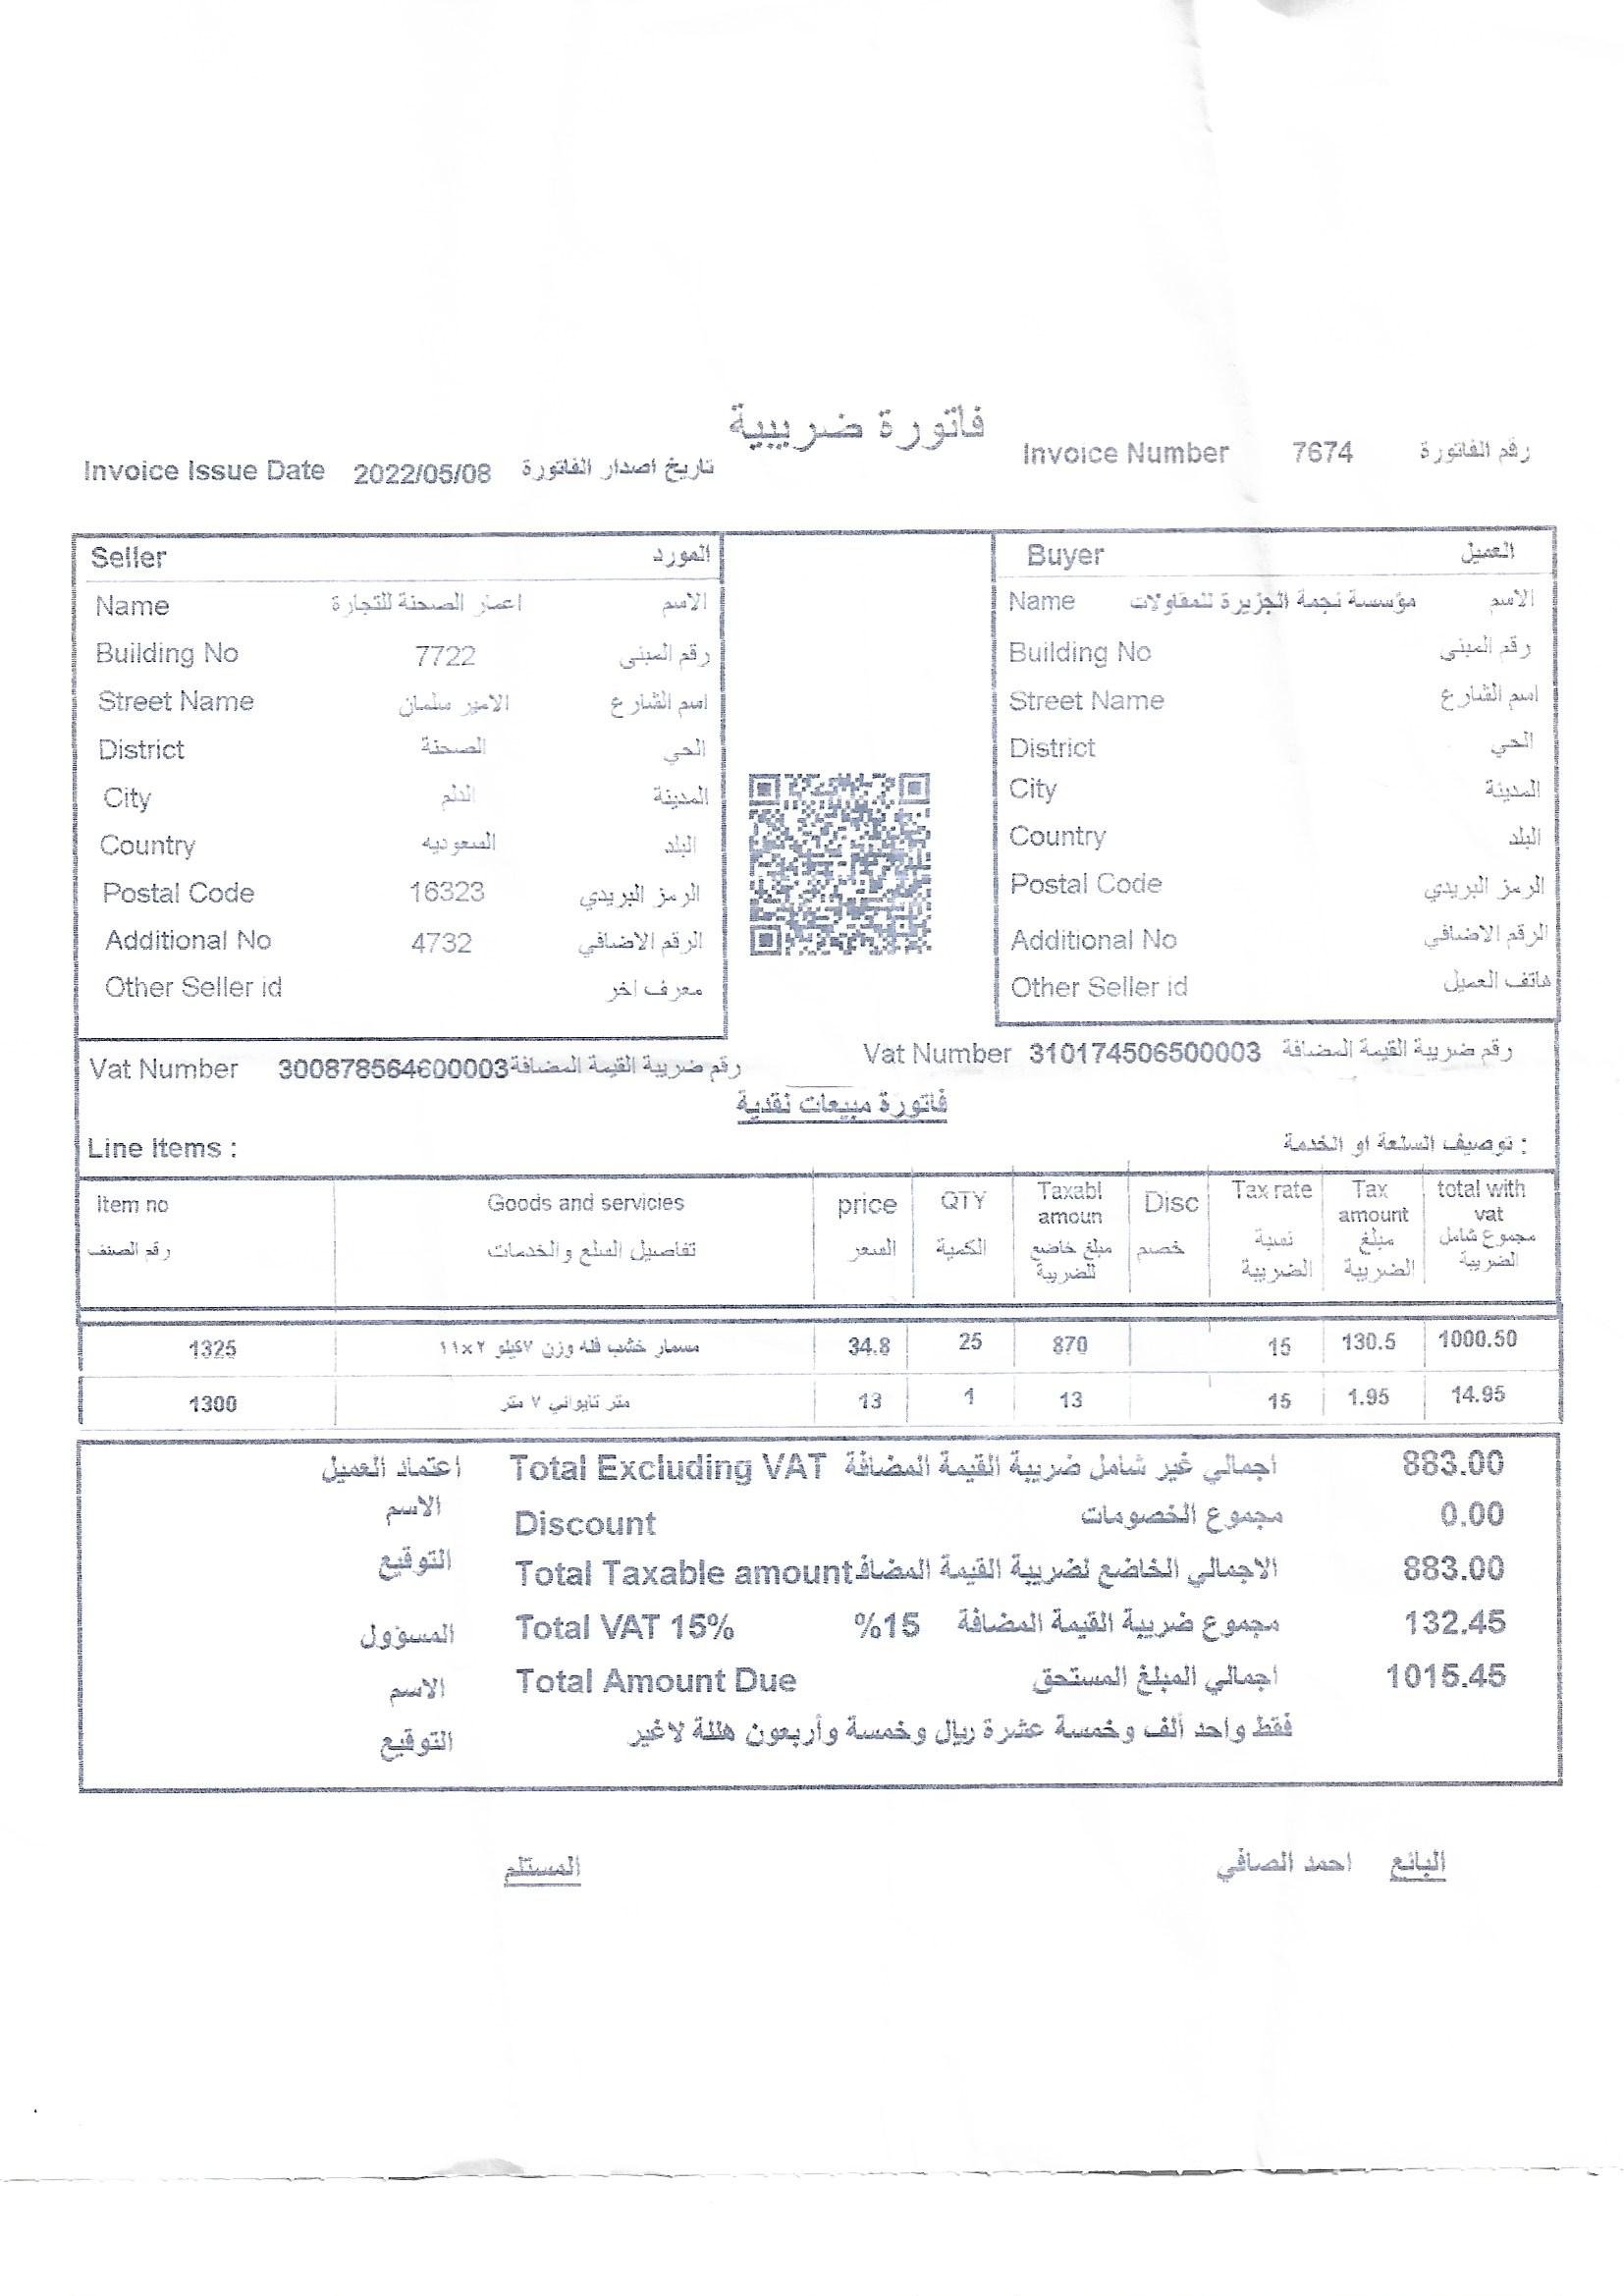 فاتورة ضريبية
Invoice Number 7674 رقم الفاتورة
Invoice Issue Date 2022/05/08 تاريخ اصدار الفاتورة
Seller المورد
Name اعمار الصحنة للتجارة الاسم
Building No 7722 رقم المبنى
Street Name الامير سلمان اسم الشارع
District الصحنة الحي
City الدلم المدينة
Country السعوديه البلد
Postal Code 16323 الرمز البريدي
Additional No 4732 الرقم الاضافي
Other Seller id معرف اخر
Vat Number 300878564600003 رقم ضريبة القيمة المضافة
Buyer العميل
Name مؤسسة نجمة الجزيرة للمقاولات الاسم
Building No رقم المبنى
Street Name اسم الشارع
District الحي
City المدينة
Country البلد
Postal Code الرمز البريدي
Additional No الرقم الاضافي
Other Seller id هاتف العميل
Vat Number 310174506500003 رقم ضريبة القيمة المضافة
فاتورة مبيعات نقدية
Line Items : توصيف السلعة او الخدمة :
Item no Goods and servicies price QTY Taxabl amoun Disc Tax rate Tax amount total with vat
رقم الصنف تفاصيل السلع والخدمات السعر الكمية مبلغ خاضع للضريبة خصم نسبة الضريبة مبلغ الضريبة مجموع شامل الضريبة
1325 مسمار خشب فله وزن ٧كيلو ٢×١١ 34.8 25 870 15 130.5 1000.50
1300 متر تايواني ٧ متر 13 1 13 15 1.95 14.95
Total Excluding VAT اجمالي غير شامل ضريبة القيمة المضافة 883.00
Discount مجموع الخصومات 0.00
Total Taxable amount الاجمالي الخاضع لضريبة القيمة المضاف 883.00
Total VAT 15% %15 مجموع ضريبة القيمة المضافة 132.45
Total Amount Due اجمالي المبلغ المستحق 1015.45
فقط واحد ألف وخمسة عشرة ريال وخمسة وأربعون هللة لاغير
اعتماد العميل
الاسم
التوقيع
المسؤول
الاسم
التوقيع
البائع احمد الصافي
المستلم